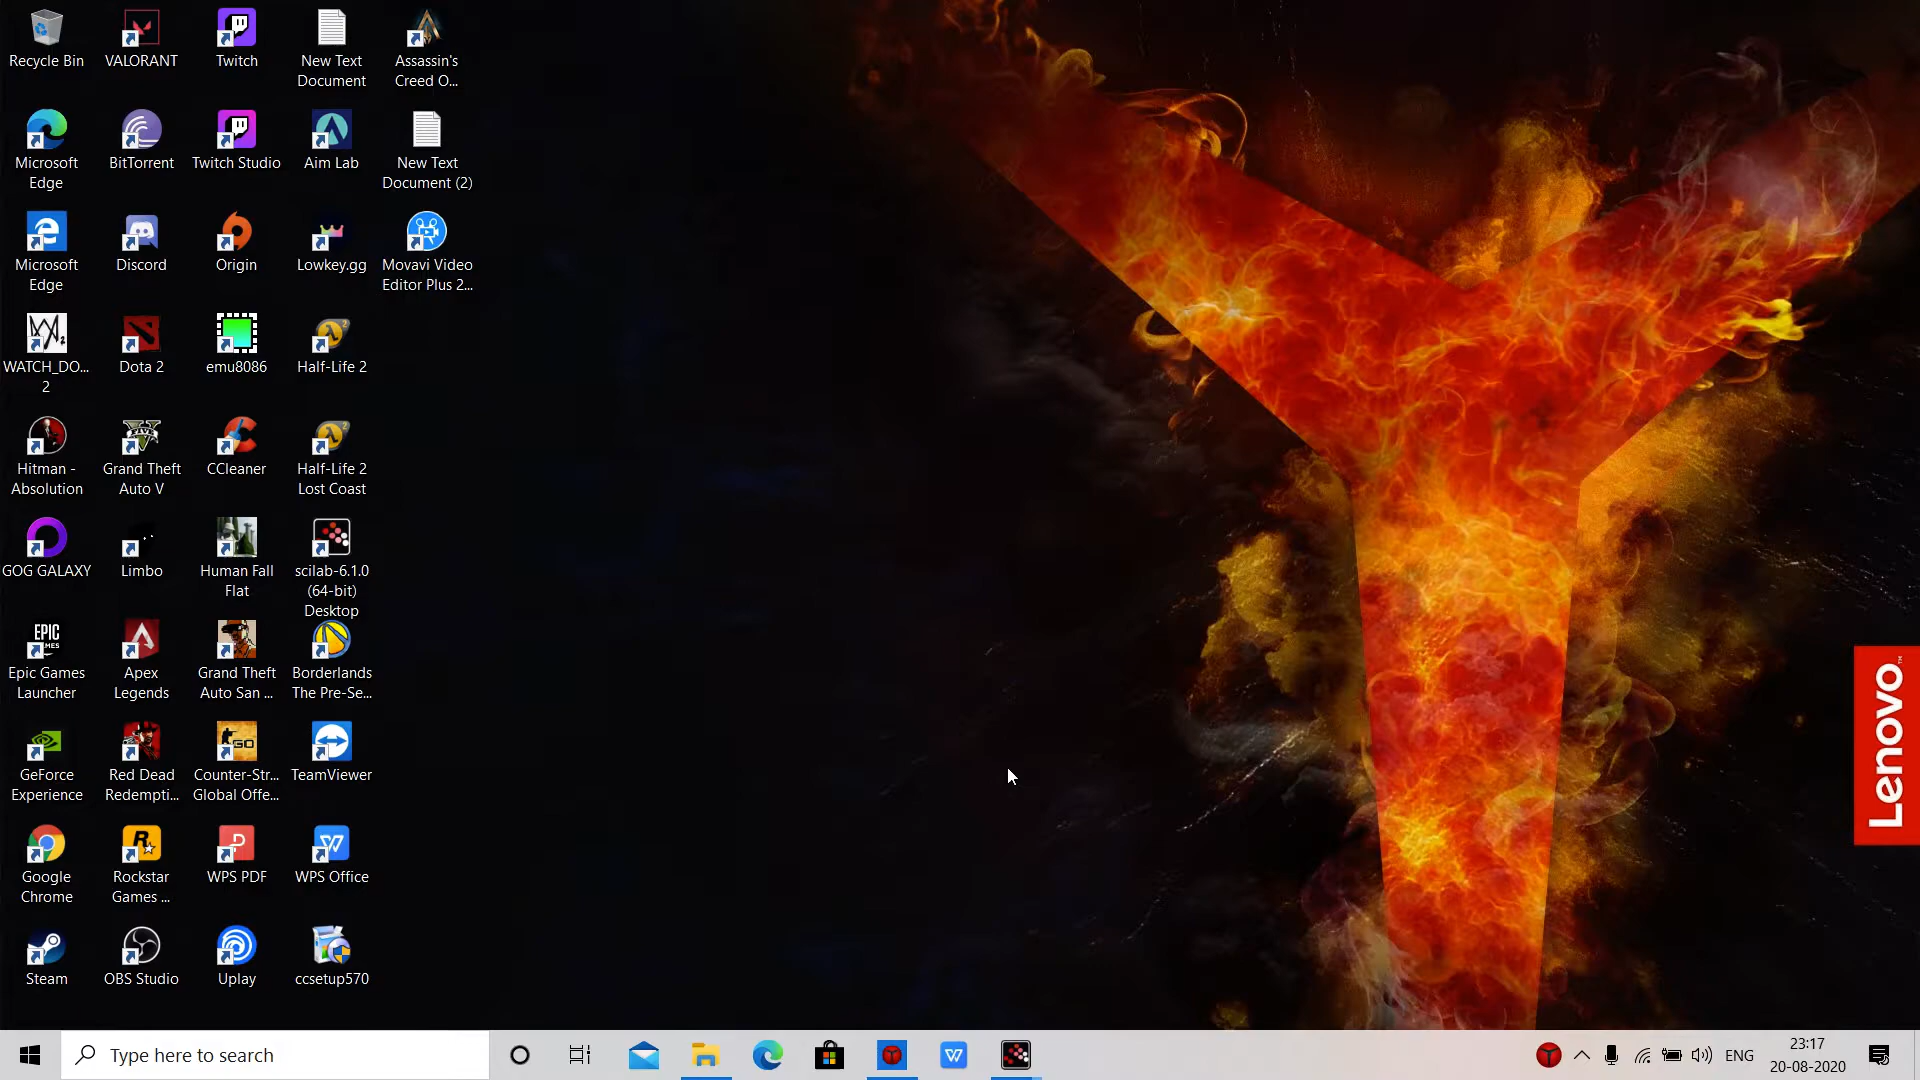 Recycle Bin
VALORANT
Twitch
New Text
Document
Assassin's
Creed O...
Microsoft
Edge
BitTorrent
Twitch Studio
Aim Lab
New Text
Document (2)
Microsoft
Edge
Discord
Origin
Lowkey.gg
Movavi Video
Editor Plus 2...
WATCH_DO...
2
Dota 2
emu8086
Half-Life 2
Hitman -
Absolution
Grand Theft
Auto V
CCleaner
Half-Life 2
Lost Coast
GOG GALAXY
Limbo
Human Fall
Flat
scilab-6.1.0
(64-bit)
Desktop
EPIC
GAMES
Epic Games
Launcher
Apex
Legends
Grand Theft
Auto San ...
Borderlands
The Pre-Se...
GeForce
Experience
Red Dead
Redempti...
Counter-Str...
Global Offe...
TeamViewer
Google
Chrome
Rockstar
Games ...
WPS PDF
WPS Office
Steam
OBS Studio
Uplay
ccsetup570
Lenovo™
Type here to search
ENG
23:17
20-08-2020